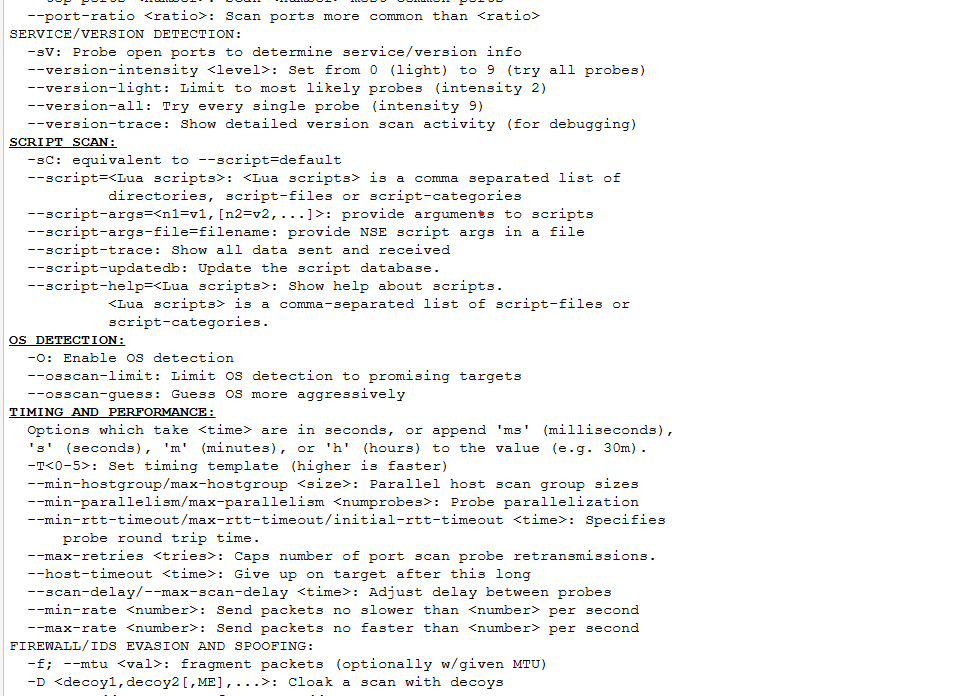 --port-ratio <ratio>: Scan ports more common than <ratio>
SERVICE/VERSION DETECTION:
-sV: Probe open ports to determine service/version info
--version-intensity <level>: Set from 0 (light) to 9 (try all probes)
--version-light: Limit to most likely probes (intensity 2)
--version-all: Try every single probe (intensity 9)
--version-trace: Show detailed version scan activity (for debugging)
SCRIPT SCAN:
-sC: equivalent to --script=default
--script=<Lua scripts>: <Lua scripts> is a comma separated list of
directories, script-files or script-categories
--script-args=<n1=v1,[n2=v2,...]>: provide arguments to scripts
--script-args-file=filename: provide NSE script args in a file
--script-trace: Show all data sent and received
--script-updatedb: Update the script database.
--script-help=<Lua scripts>: Show help about scripts.
<Lua scripts> is a comma-separated list of script-files or
script-categories.
OS DETECTION:
-O: Enable OS detection
--osscan-limit: Limit OS detection to promising targets
--osscan-guess: Guess OS more aggressively
TIMING AND PERFORMANCE:
Options which take <time> are in seconds, or append 'ms' (milliseconds),
's' (seconds), 'm' (minutes), or 'h' (hours) to the value (e.g. 30m).
-T<0-5>: Set timing template (higher is faster)
--min-hostgroup/max-hostgroup <size>: Parallel host scan group sizes
--min-parallelism/max-parallelism <numprobes>: Probe parallelization
--min-rtt-timeout/max-rtt-timeout/initial-rtt-timeout <time>: Specifies
probe round trip time.
--max-retries <tries>: Caps number of port scan probe retransmissions.
--host-timeout <time>: Give up on target after this long
--scan-delay/--max-scan-delay <time>: Adjust delay between probes
--min-rate <number>: Send packets no slower than <number> per second
--max-rate <number>: Send packets no faster than <number> per second
FIREWALL/IDS EVASION AND SPOOFING:
-f; --mtu <val>: fragment packets (optionally w/given MTU)
-D <decoy1,decoy2[,ME],...>: Cloak a scan with decoys